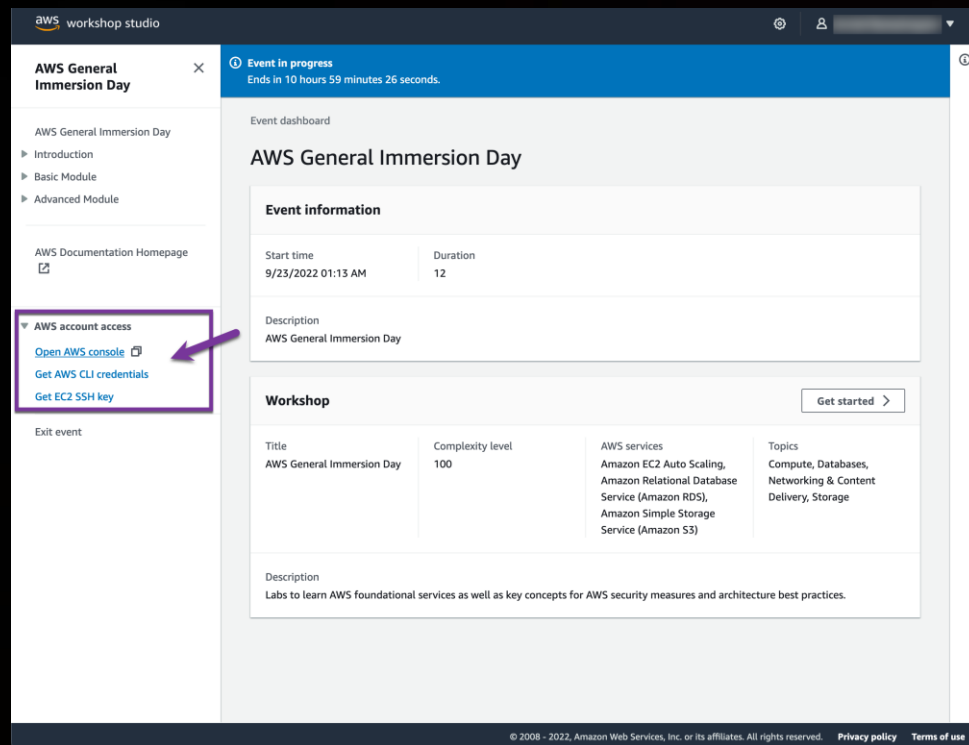 aws workshop studio
AWS General
Immersion Day
AWS General Immersion Day
Introduction
Basic Module
Advanced Module
AWS Documentation Homepage
AWS account access
Open AWS console
Get AWS CLI credentials
Get EC2 SSH key
Exit event
Event in progress
Ends in 10 hours 59 minutes 26 seconds.
Event dashboard
AWS General Immersion Day
Event information
Start time
9/23/2022 01:13 AM
Duration
12
Description
AWS General Immersion Day
Workshop
Get started
Title
AWS General Immersion Day
Complexity level
100
AWS services
Amazon EC2 Auto Scaling,
Amazon Relational Database
Service (Amazon RDS),
Amazon Simple Storage
Service (Amazon S3)
Topics
Compute, Databases,
Networking & Content
Delivery, Storage
Description
Labs to learn AWS foundational services as well as key concepts for AWS security measures and architecture best practices.
© 2008 - 2022, Amazon Web Services, Inc. or its affiliates. All rights reserved. Privacy policy Terms of use